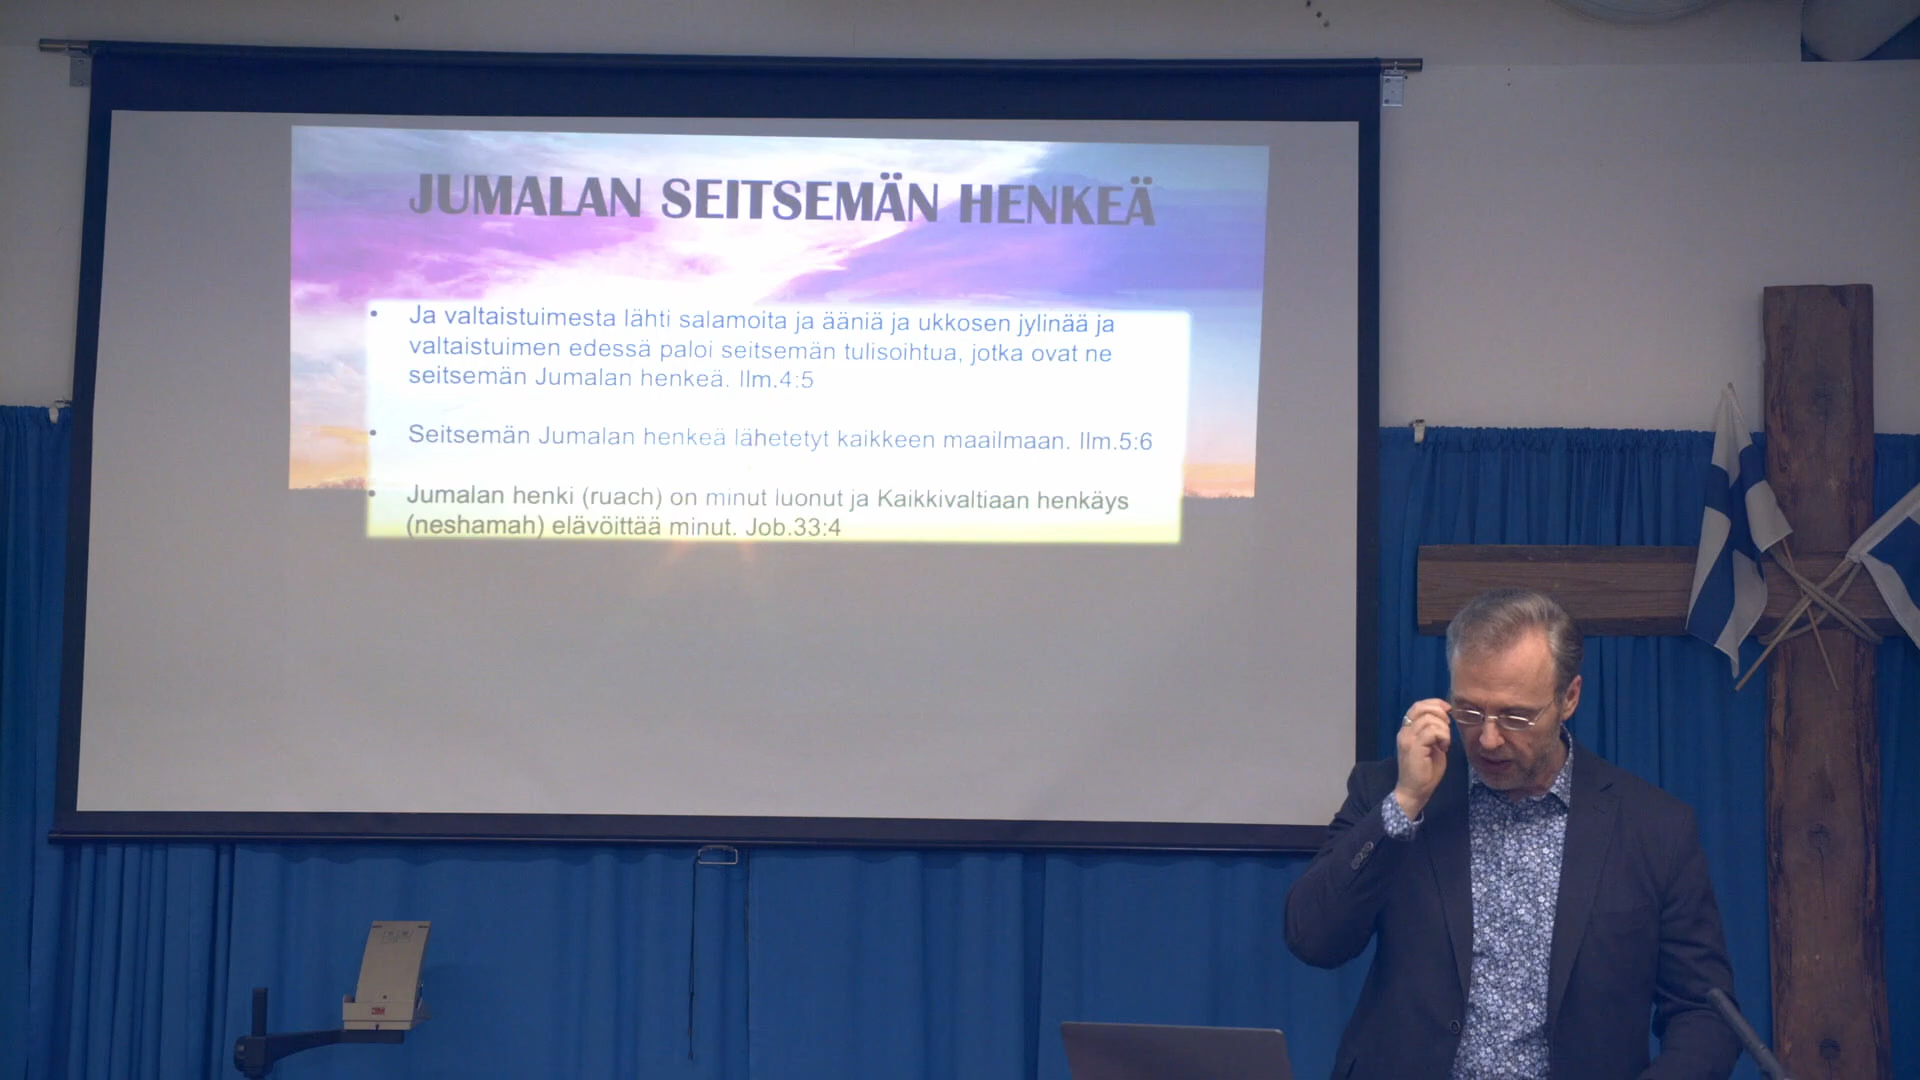 JUMALAN SEITSEMÄN HENKEÄ
• Ja valtaistuimesta lähti salamoita ja ääniä ja ukkosen jylinää ja
valtaistuimen edessä paloi seitsemän tulisoihtua, jotka ovat ne
seitsemän Jumalan henkeä. Ilm.4:5
• Seitsemän Jumalan henkeä lähetetyt kaikkeen maailmaan. Ilm.5:6
• Jumalan henki (ruach) on minut luonut ja Kaikkivaltiaan henkäys
(neshamah) elävöittää minut. Job.33:4
3M